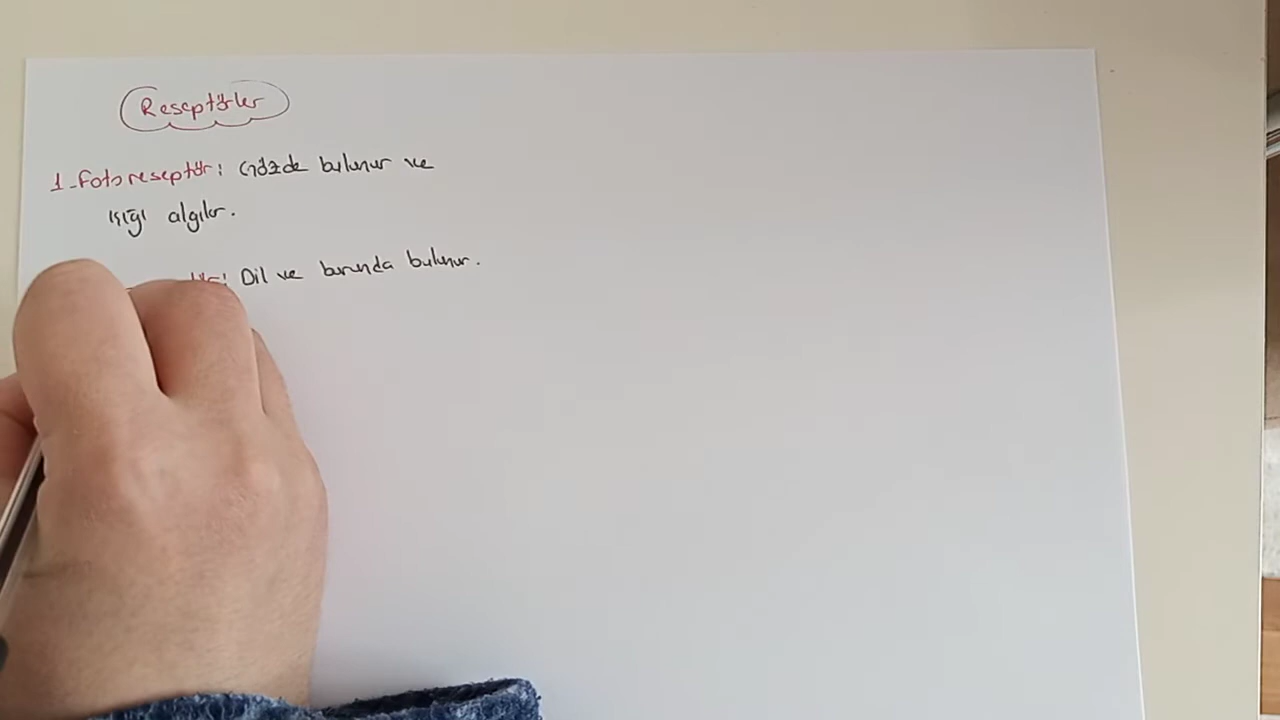 Reseptörler
1-Fotoreseptör: Gözde bulunur ve
ışığı algılar.
Dil ve burunda bulunur.